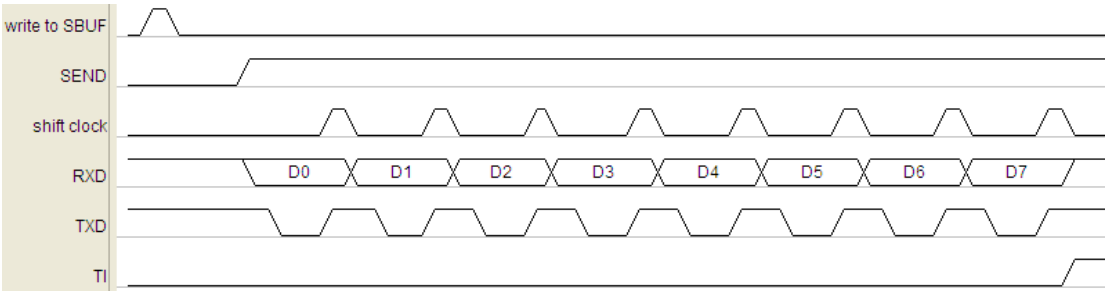 write to SBUF
SEND
shift clock
RXD D0 D1 D2 D3 D4 D5 D6 D7
TXD
TI